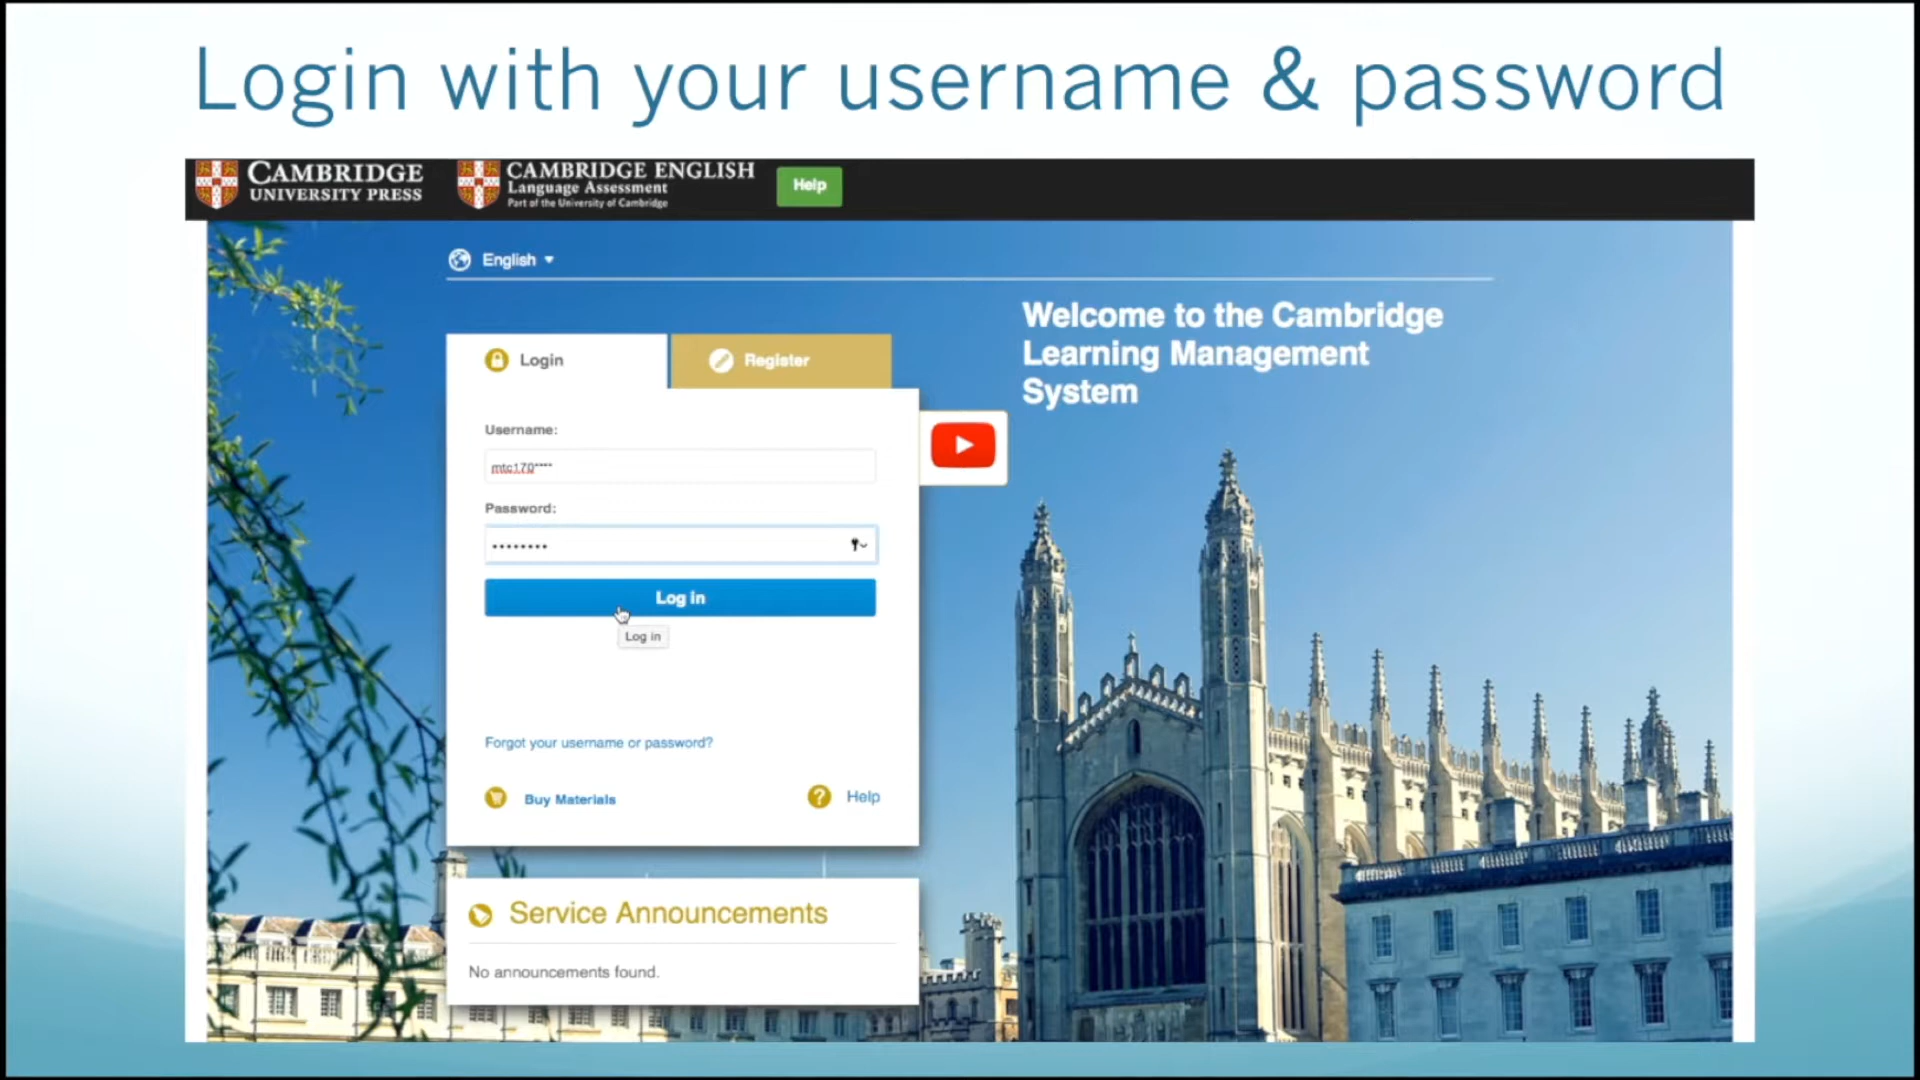 Login with your username & password
CAMBRIDGE
UNIVERSITY PRESS
CAMBRIDGE ENGLISH
Language Assessment
Part of the University of Cambridge
Help
English
Welcome to the Cambridge
Learning Management
System
Login
Register
Username:
mtc170****
Password:
••••••••
Log in
Log in
Forgot your username or password?
Buy Materials
? Help
Service Announcements
No announcements found.